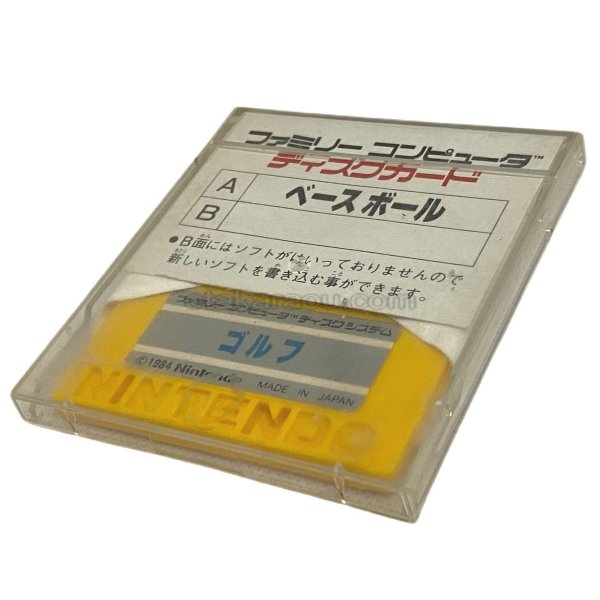 ファミリー コンピュータ™
ディスクカード
A ベースボール
B
●B面にはソフトがはいっておりませんので
新しいソフトを書き込む事ができます。
ファミリー コンピュータ™ ディスクシステム
ゴルフ
©1984 Nintendo
MADE IN JAPAN
NINTENDO